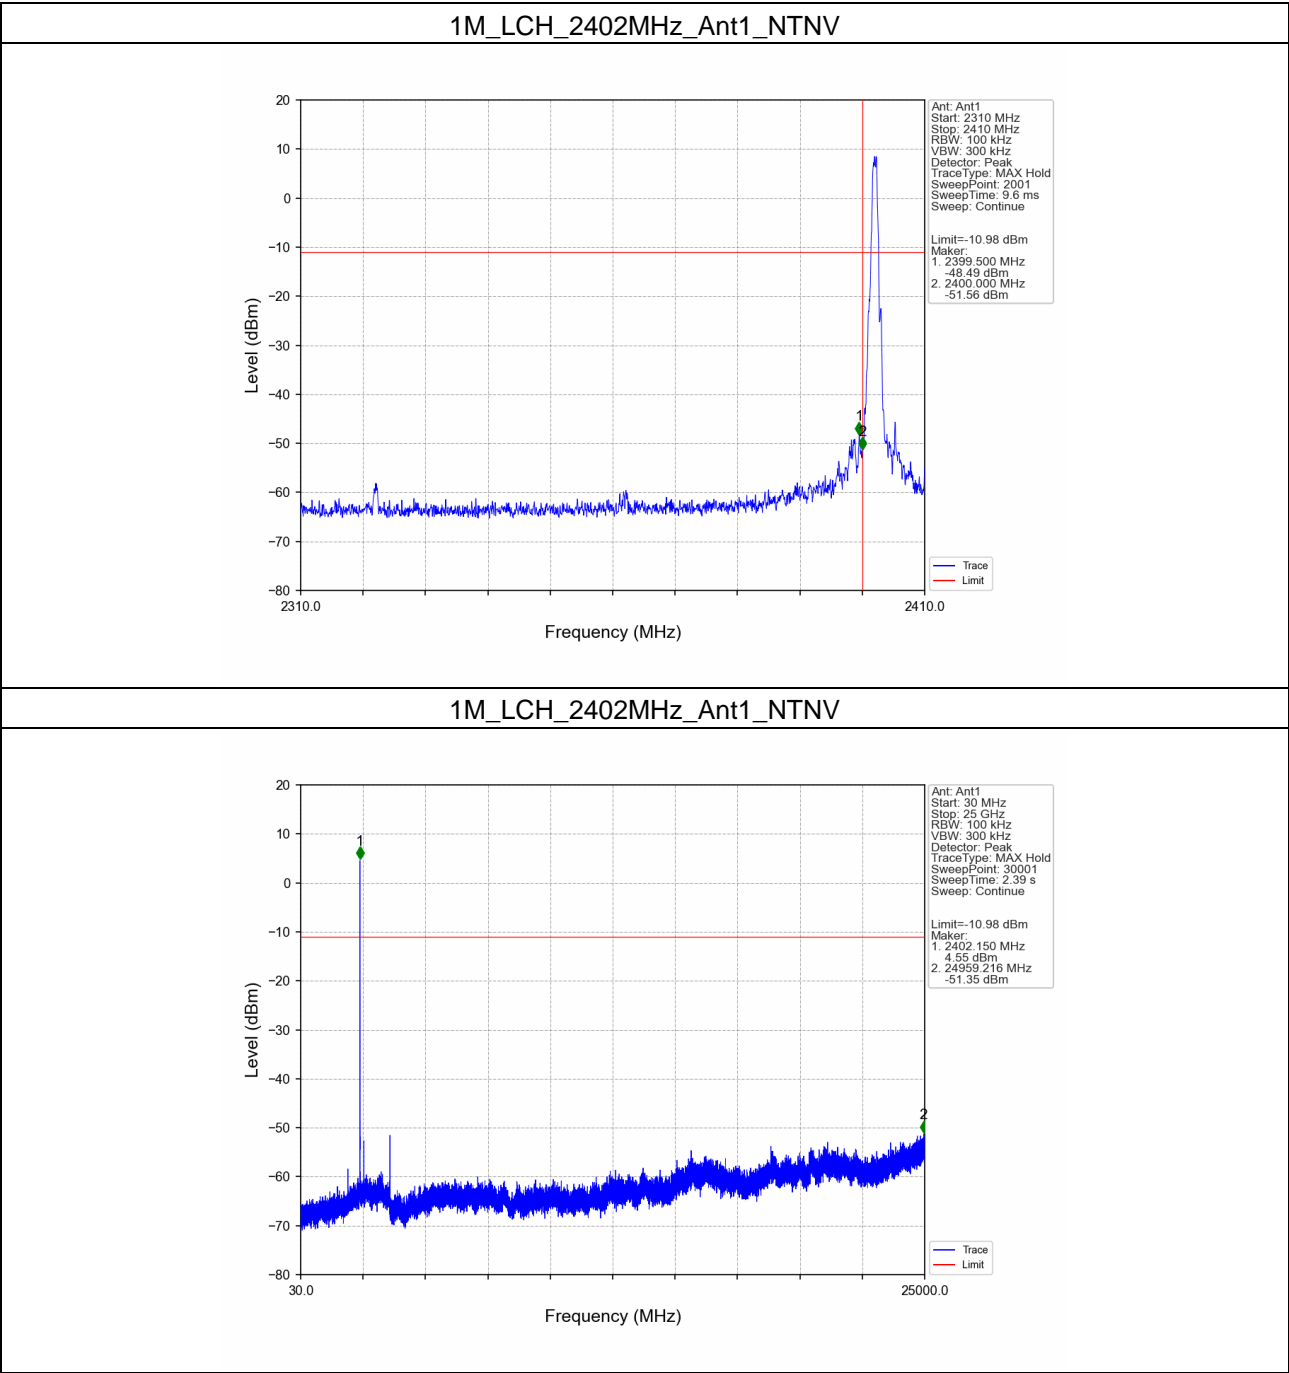 1M_LCH_2402MHz_Ant1_NTNV
20
10
0
−10
−20
−30
−40
−50
−60
−70
−80
Level (dBm)
2310.0
2410.0
Frequency (MHz)
1
2
Ant: Ant1
Start: 2310 MHz
Stop: 2410 MHz
RBW: 100 kHz
VBW: 300 kHz
Detector: Peak
TraceType: MAX Hold
SweepPoint: 2001
SweepTime: 9.6 ms
Sweep: Continue
Limit=-10.98 dBm
Maker:
1. 2399.500 MHz
-48.49 dBm
2. 2400.000 MHz
-51.56 dBm
Trace
Limit
1M_LCH_2402MHz_Ant1_NTNV
20
10
0
−10
−20
−30
−40
−50
−60
−70
−80
Level (dBm)
30.0
25000.0
Frequency (MHz)
1
2
Ant: Ant1
Start: 30 MHz
Stop: 25 GHz
RBW: 100 kHz
VBW: 300 kHz
Detector: Peak
TraceType: MAX Hold
SweepPoint: 30001
SweepTime: 2.39 s
Sweep: Continue
Limit=-10.98 dBm
Maker:
1. 2402.150 MHz
4.55 dBm
2. 24959.216 MHz
-51.35 dBm
Trace
Limit